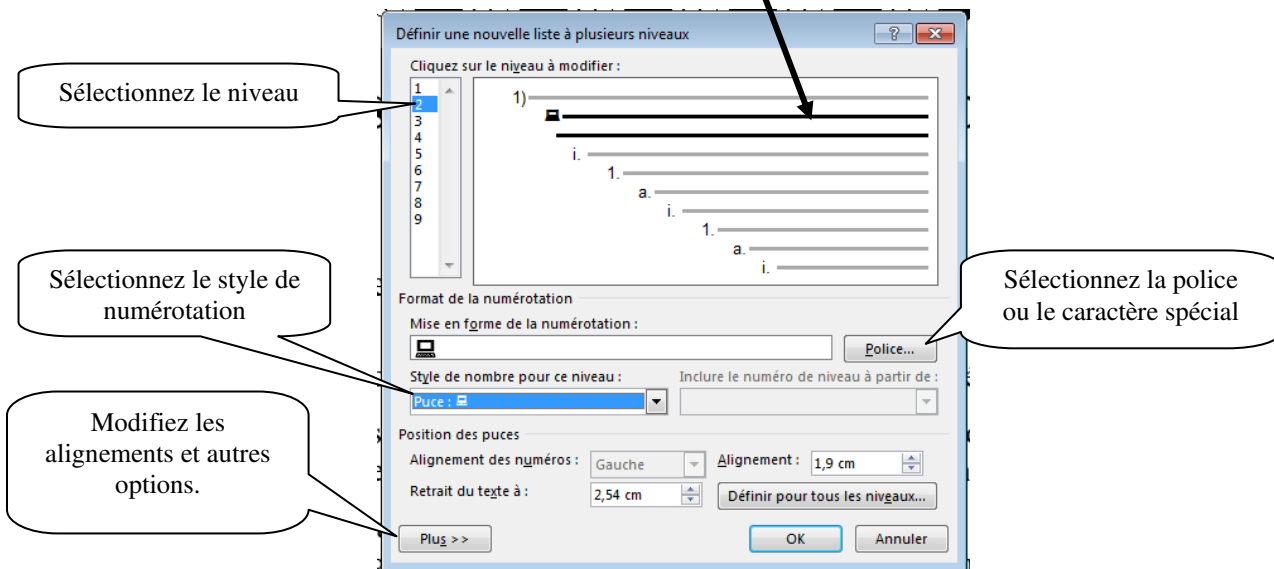 Définir une nouvelle liste à plusieurs niveaux
Cliquez sur le niveau à modifier :
Sélectionnez le niveau
1
2
3
4
5
6
7
8
9
1)
i.
1.
a.
i.
1.
a.
i.
Sélectionnez le style de
numérotation
Sélectionnez la police
ou le caractère spécial
Format de la numérotation
Mise en forme de la numérotation :
Police...
Style de nombre pour ce niveau :
Inclure le numéro de niveau à partir de :
Puce :
Modifiez les
alignements et autres
options.
Position des puces
Alignement des numéros :
Gauche
Alignement :
1,9 cm
Retrait du texte à :
2,54 cm
Définir pour tous les niveaux...
Plus >>
OK
Annuler